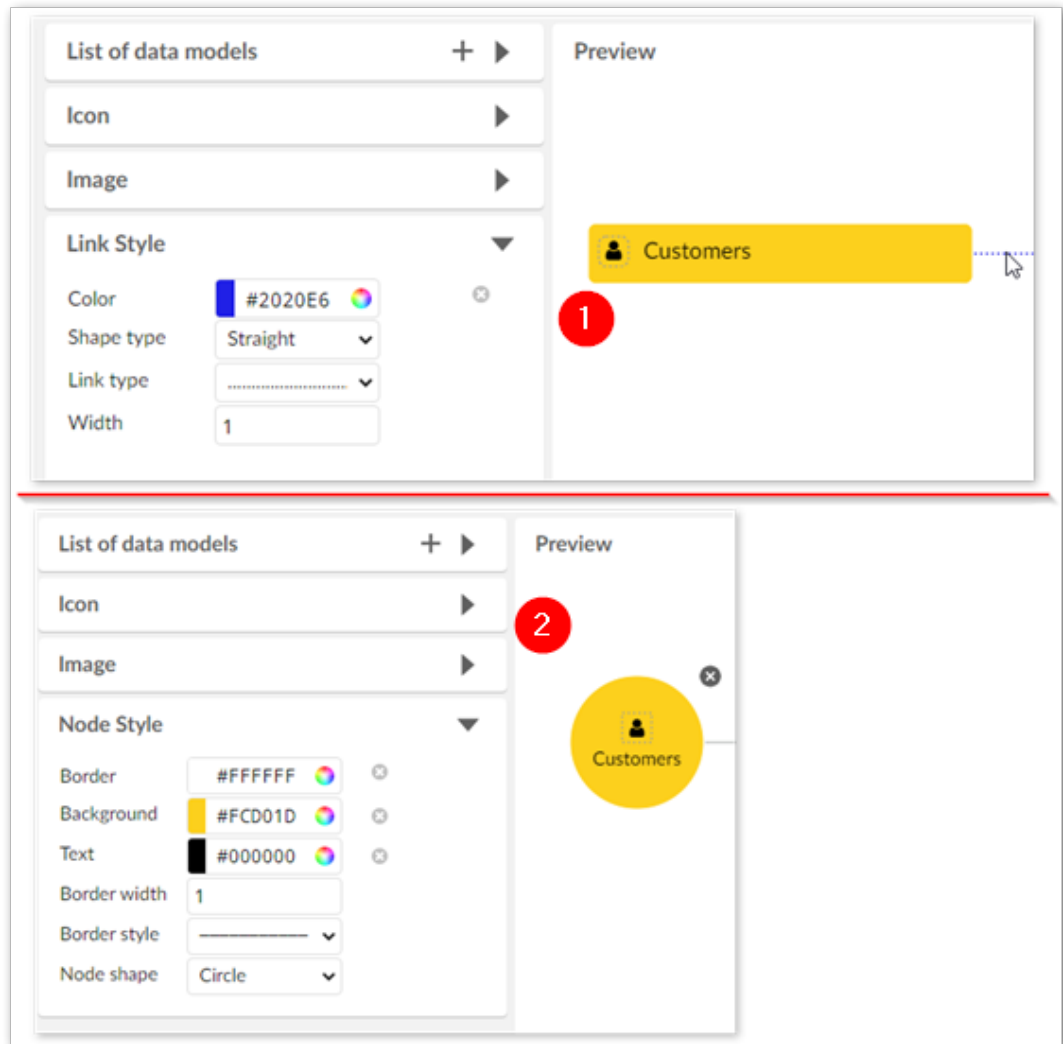 List of data models
Preview
Icon
Image
Link Style
Customers
Color #2020E6
1
Shape type Straight
Link type
Width 1
List of data models
Preview
Icon
2
Image
Node Style
Customers
Border #FFFFFF
Background #FCD01D
Text #000000
Border width 1
Border style
Node shape Circle